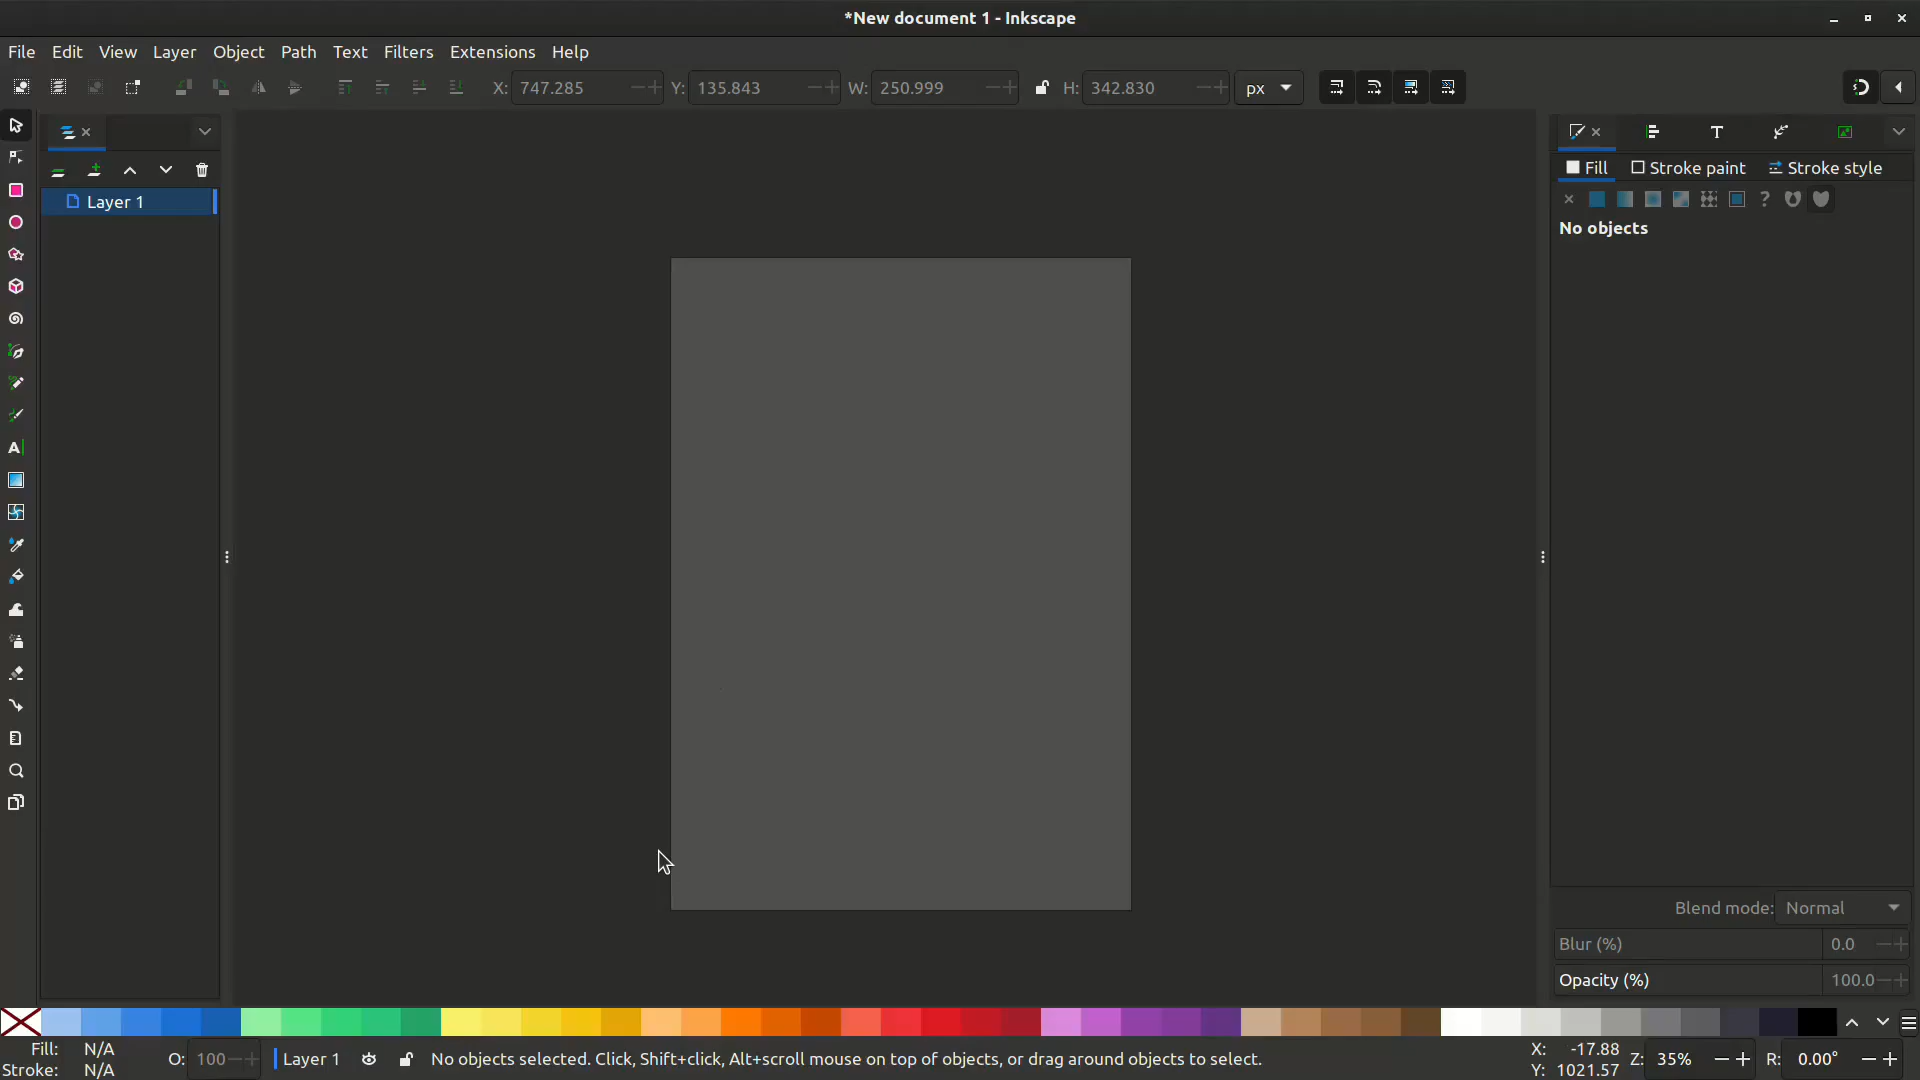 *New document 1 - Inkscape
File Edit View Layer Object Path Text Filters Extensions Help
X: 747.285 Y: 135.843 W: 250.999 H: 342.830 px
Fill Stroke paint Stroke style
Layer 1
No objects
Blend mode: Normal
Blur (%) 0.0
Opacity (%) 100.0
Fill: N/A
Stroke: N/A
O: 100
Layer 1
No objects selected. Click, Shift+click, Alt+scroll mouse on top of objects, or drag around objects to select.
X: -17.88
Y: 1021.57
Z: 35%
R: 0.00°